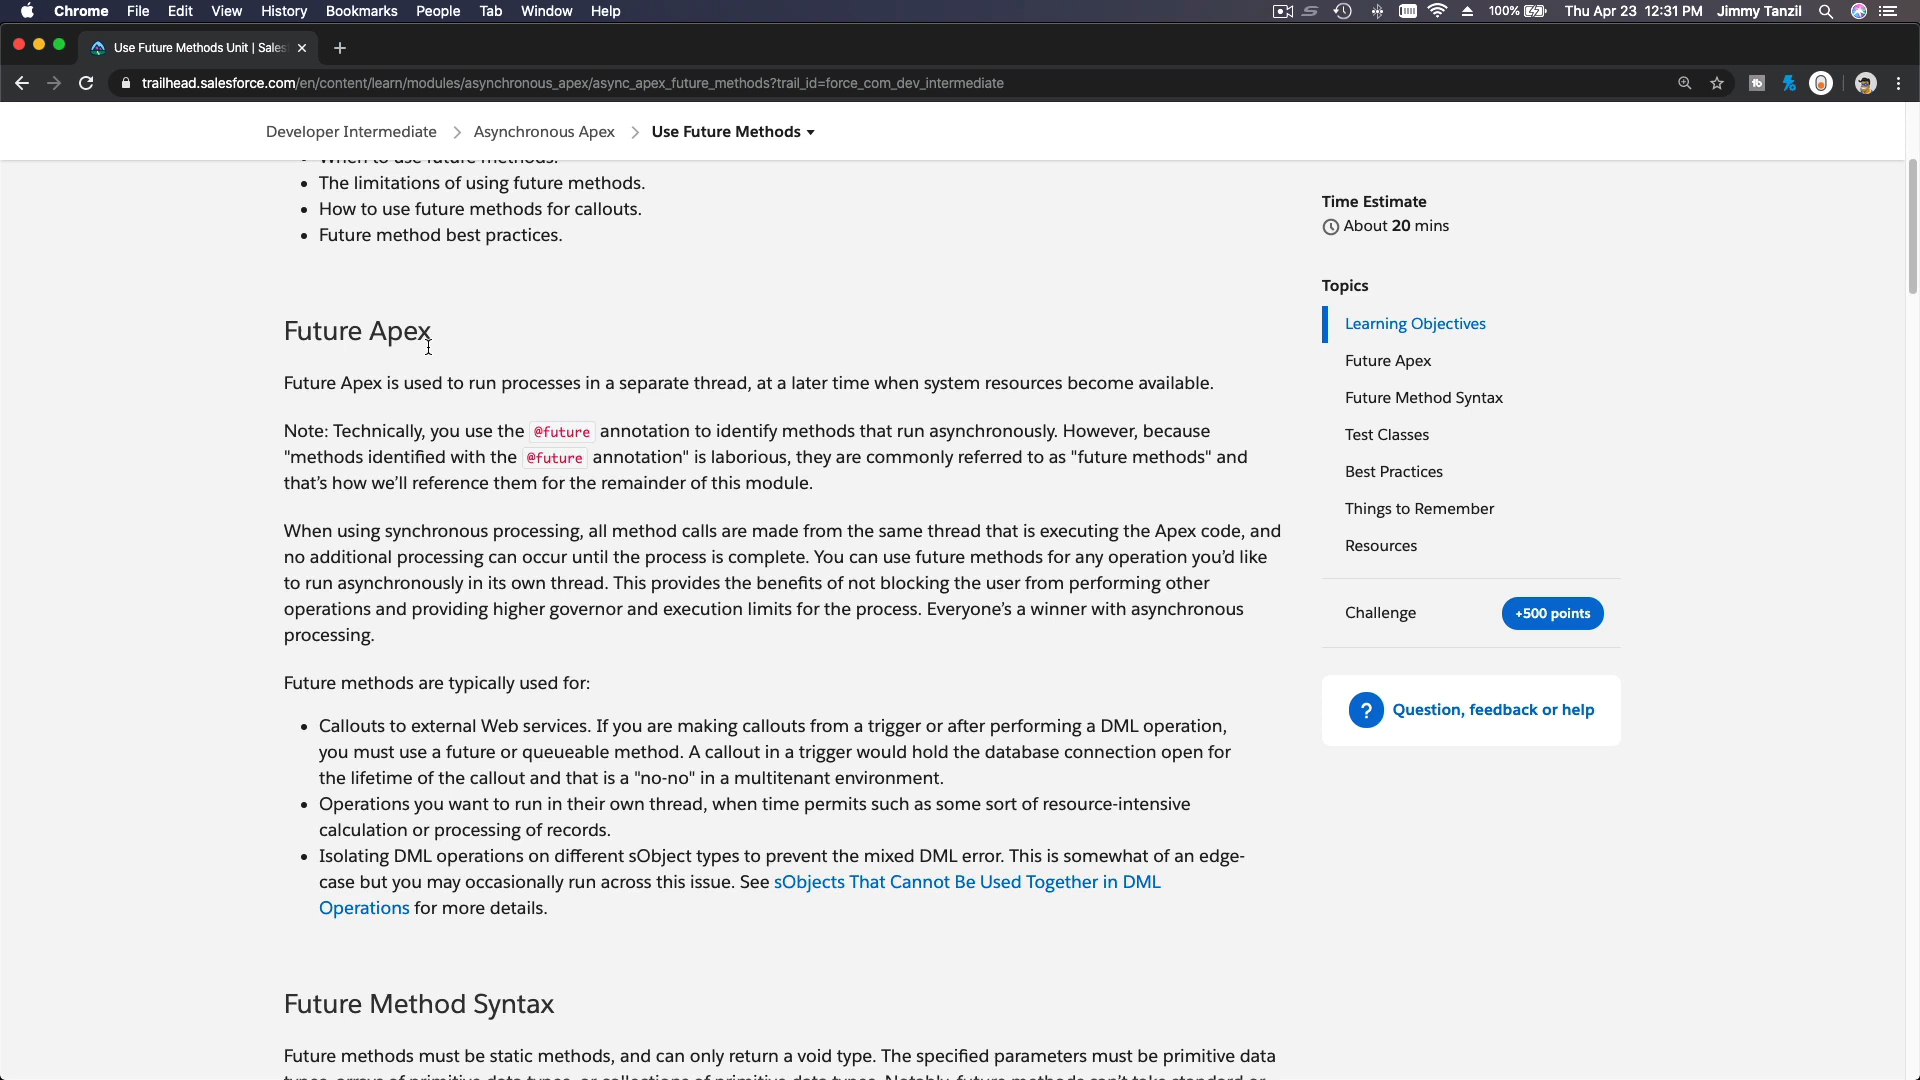 Chrome File Edit View History Bookmarks People Tab Window Help 100% Thu Apr 23 12:31 PM Jimmy Tanzil
Use Future Methods Unit | Sales
trailhead.salesforce.com/en/content/learn/modules/asynchronous_apex/async_apex_future_methods?trail_id=force_com_dev_intermediate
Developer Intermediate > Asynchronous Apex > Use Future Methods
• When to use future methods.
• The limitations of using future methods.
• How to use future methods for callouts.
• Future method best practices.
Future Apex
Future Apex is used to run processes in a separate thread, at a later time when system resources become available.
Note: Technically, you use the @future annotation to identify methods that run asynchronously. However, because
"methods identified with the @future annotation" is laborious, they are commonly referred to as "future methods" and
that's how we'll reference them for the remainder of this module.
When using synchronous processing, all method calls are made from the same thread that is executing the Apex code, and
no additional processing can occur until the process is complete. You can use future methods for any operation you'd like
to run asynchronously in its own thread. This provides the benefits of not blocking the user from performing other
operations and providing higher governor and execution limits for the process. Everyone's a winner with asynchronous
processing.
Future methods are typically used for:
• Callouts to external Web services. If you are making callouts from a trigger or after performing a DML operation,
you must use a future or queueable method. A callout in a trigger would hold the database connection open for
the lifetime of the callout and that is a "no-no" in a multitenant environment.
• Operations you want to run in their own thread, when time permits such as some sort of resource-intensive
calculation or processing of records.
• Isolating DML operations on different sObject types to prevent the mixed DML error. This is somewhat of an edge-
case but you may occasionally run across this issue. See sObjects That Cannot Be Used Together in DML
Operations for more details.
Future Method Syntax
Future methods must be static methods, and can only return a void type. The specified parameters must be primitive data
Time Estimate
About 20 mins
Topics
Learning Objectives
Future Apex
Future Method Syntax
Test Classes
Best Practices
Things to Remember
Resources
Challenge +500 points
? Question, feedback or help